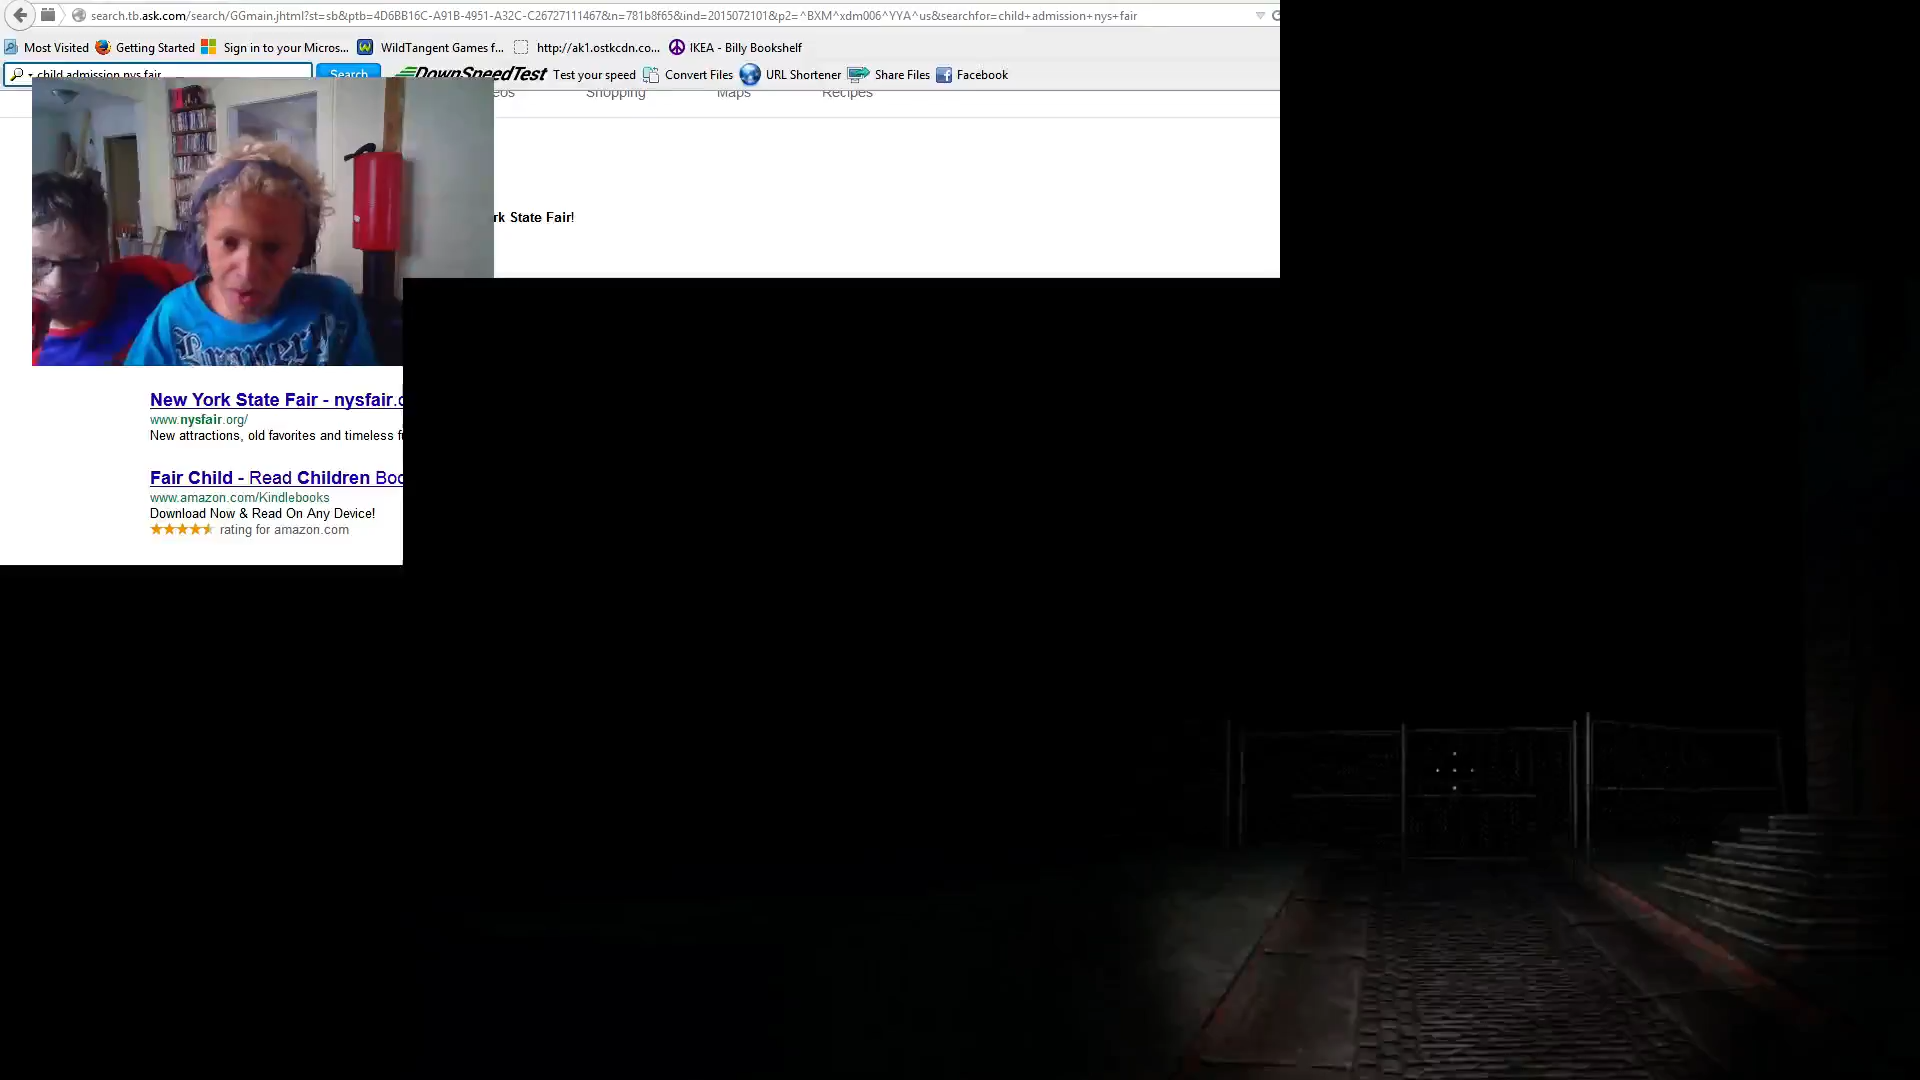 search.tb.ask.com/search/GGmain.jhtml?st=sb&ptb=4D6BB16C-A91B-4951-A32C-C26727111467&n=781b8f65&ind=2015072101&p2=^BXM^xdm006^YYA^us&searchfor=child+admission+nys+fair
Most Visited Getting Started Sign in to your Micros... WildTangent Games f... http://ak1.ostkcdn.co... IKEA - Billy Bookshelf
child admission nys fair Search DownSpeedTest Test your speed Convert Files URL Shortener Share Files Facebook
eos Shopping Maps Recipes
rk State Fair!
New York State Fair - nysfair.
www.nysfair.org/
New attractions, old favorites and timeless
Fair Child - Read Children Boo
www.amazon.com/Kindlebooks
Download Now & Read On Any Device!
rating for amazon.com